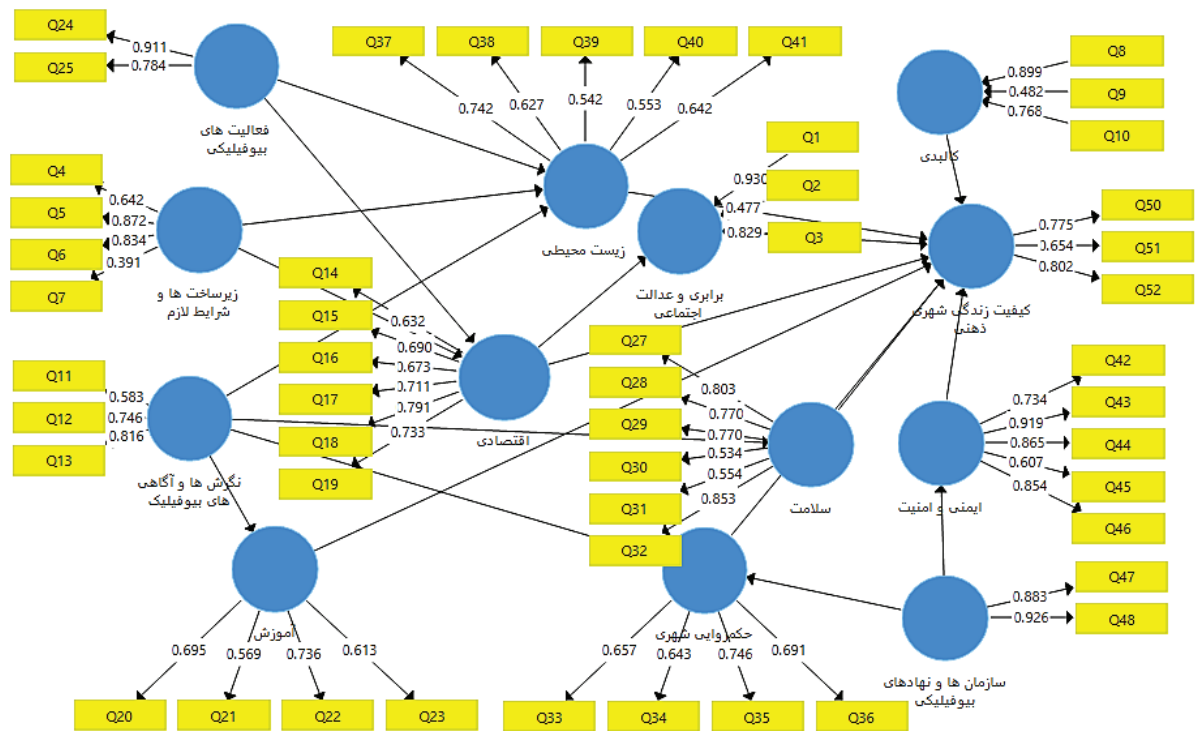 Q24
Q25
0.911
0.784
فعالیت های
بیوفیلیکی
Q37
Q38
Q39
Q40
Q41
0.742
0.627
0.542
0.553
0.642
زیست محیطی
Q8
Q9
Q10
0.899
0.482
0.768
کالبدی
Q1
Q2
Q3
0.930
0.477
0.829
برابری و عدالت
اجتماعی
Q4
Q5
Q6
Q7
0.642
0.872
0.834
0.391
زیرساخت ها و
شرایط لازم
Q50
Q51
Q52
0.775
0.654
0.802
کیفیت زندگی شهری
ذهنی
Q14
Q15
Q16
Q17
Q18
Q19
0.632
0.690
0.673
0.711
0.791
0.733
اقتصادی
Q11
Q12
Q13
0.583
0.746
0.816
نگرش ها و آگاهی
های بیوفیلیک
Q27
Q28
Q29
Q30
Q31
Q32
0.803
0.770
0.770
0.534
0.554
0.853
سلامت
Q42
Q43
Q44
Q45
Q46
0.734
0.919
0.865
0.607
0.854
ایمنی و امنیت
آموزش
0.695
0.569
0.736
0.613
Q20
Q21
Q22
Q23
حکمروایی شهری
0.657
0.643
0.746
0.691
Q33
Q34
Q35
Q36
Q47
Q48
0.883
0.926
سازمان ها و نهادهای
بیوفیلیکی